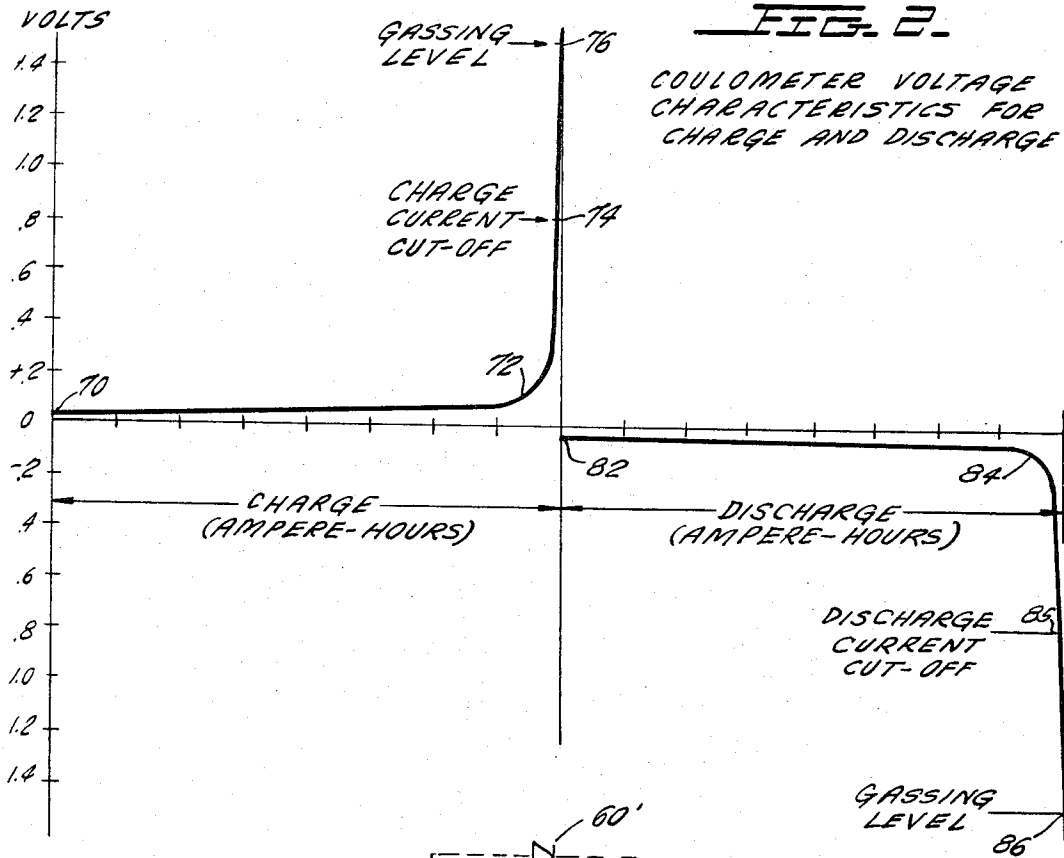 FIG. 2.
COULOMETER VOLTAGE
CHARACTERISTICS FOR
CHARGE AND DISCHARGE
VOLTS
1.4
1.2
1.0
.8
.6
.4
+.2
0
-.2
.4
.6
.8
1.0
1.2
1.4
GASSING
LEVEL
76
CHARGE
CURRENT
CUT-OFF
74
72
70
82
84
CHARGE
(AMPERE-HOURS)
DISCHARGE
(AMPERE-HOURS)
DISCHARGE
CURRENT
CUT-OFF
85
GASSING
LEVEL
86
60'